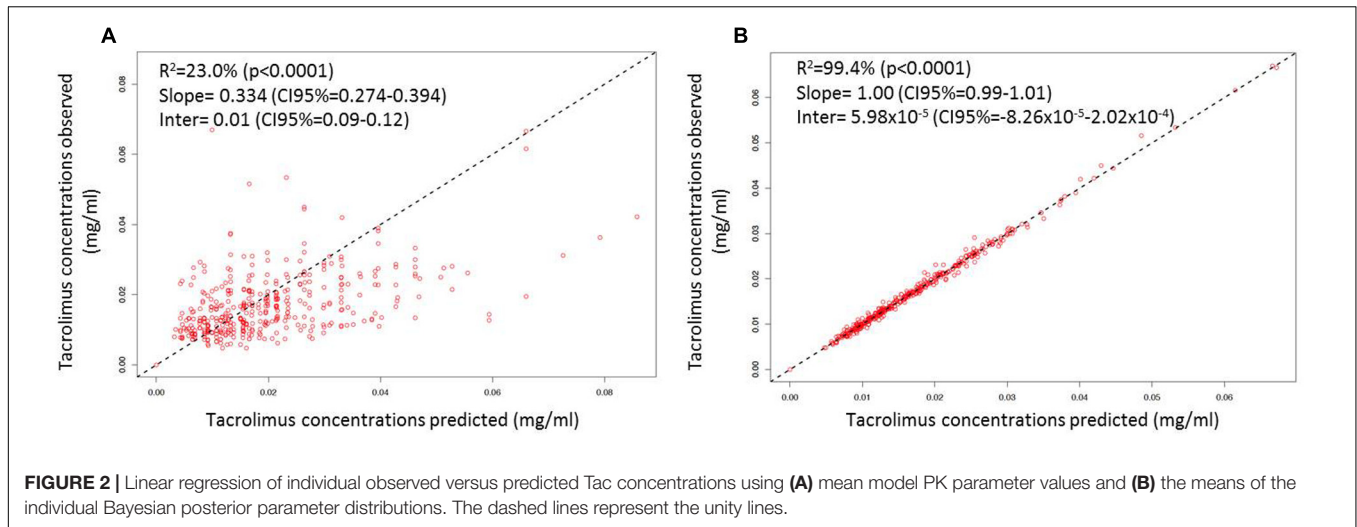 A
R²=23.0% (p<0.0001)
Slope= 0.334 (CI95%=0.274-0.394)
Inter= 0.01 (CI95%=0.09-0.12)
Tacrolimus concentrations observed
(mg/ml)
0.08
0.06
0.04
0.02
0.00
0.00 0.02 0.04 0.06 0.08
Tacrolimus concentrations predicted (mg/ml)
B
R²=99.4% (p<0.0001)
Slope= 1.00 (CI95%=0.99-1.01)
Inter= 5.98x10⁻⁵ (CI95%=-8.26x10⁻⁵-2.02x10⁻⁴)
Tacrolimus concentrations observed
(mg/ml)
0.06
0.05
0.03
0.02
0.01
0.00
0.00 0.01 0.02 0.03 0.04 0.05 0.06
Tacrolimus concentrations predicted (mg/ml)
FIGURE 2 | Linear regression of individual observed versus predicted Tac concentrations using (A) mean model PK parameter values and (B) the means of the
individual Bayesian posterior parameter distributions. The dashed lines represent the unity lines.